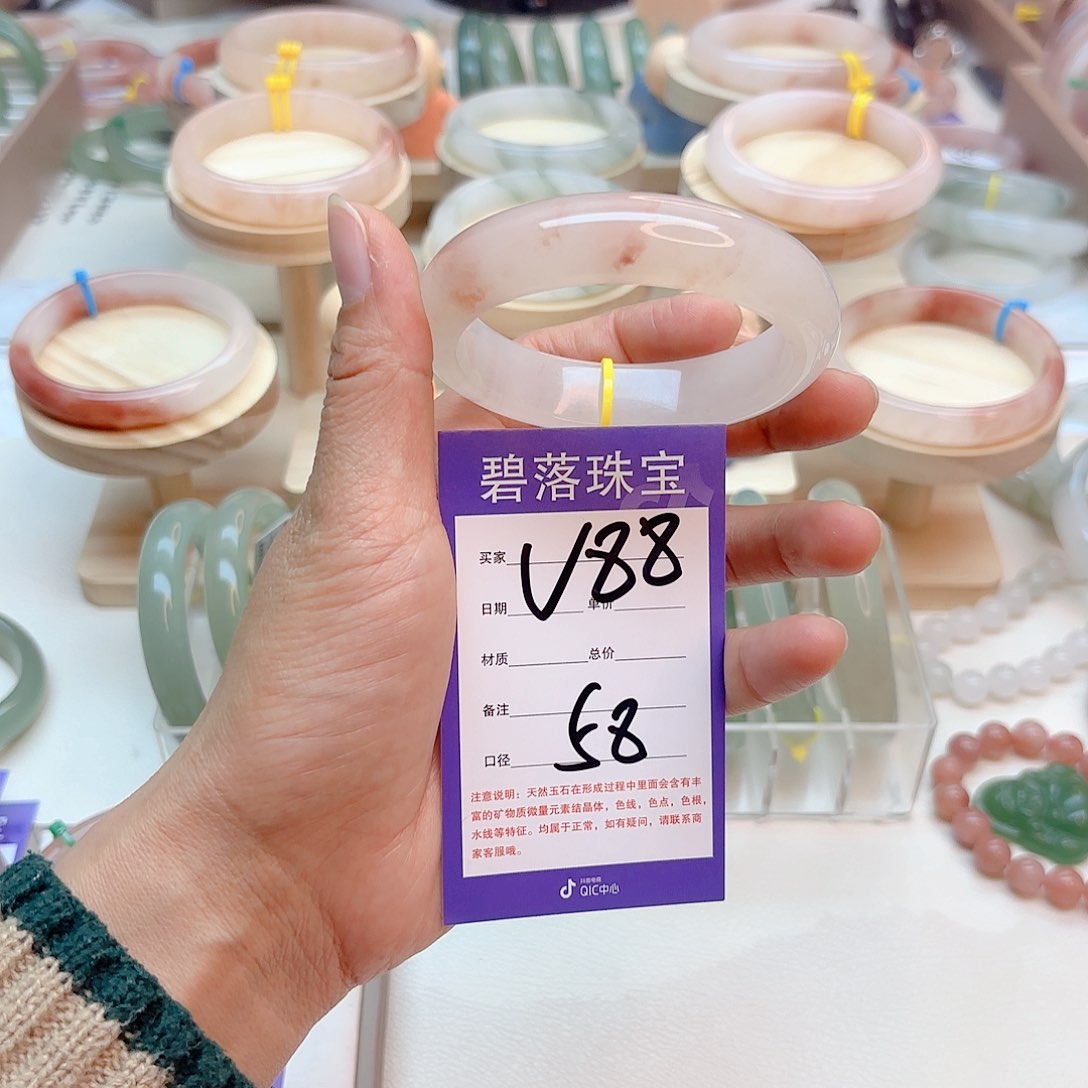 碧落珠宝
买家
V88
日期 单价
材质 总价
备注
58
口径
注意说明：天然玉石在形成过程中里面会含有丰
富的矿物质微量元素结晶体，色线，色点，色根，
水线等特征。均属于正常，如有疑问，请联系商
家客服哦。
抖音电商
QIC中心